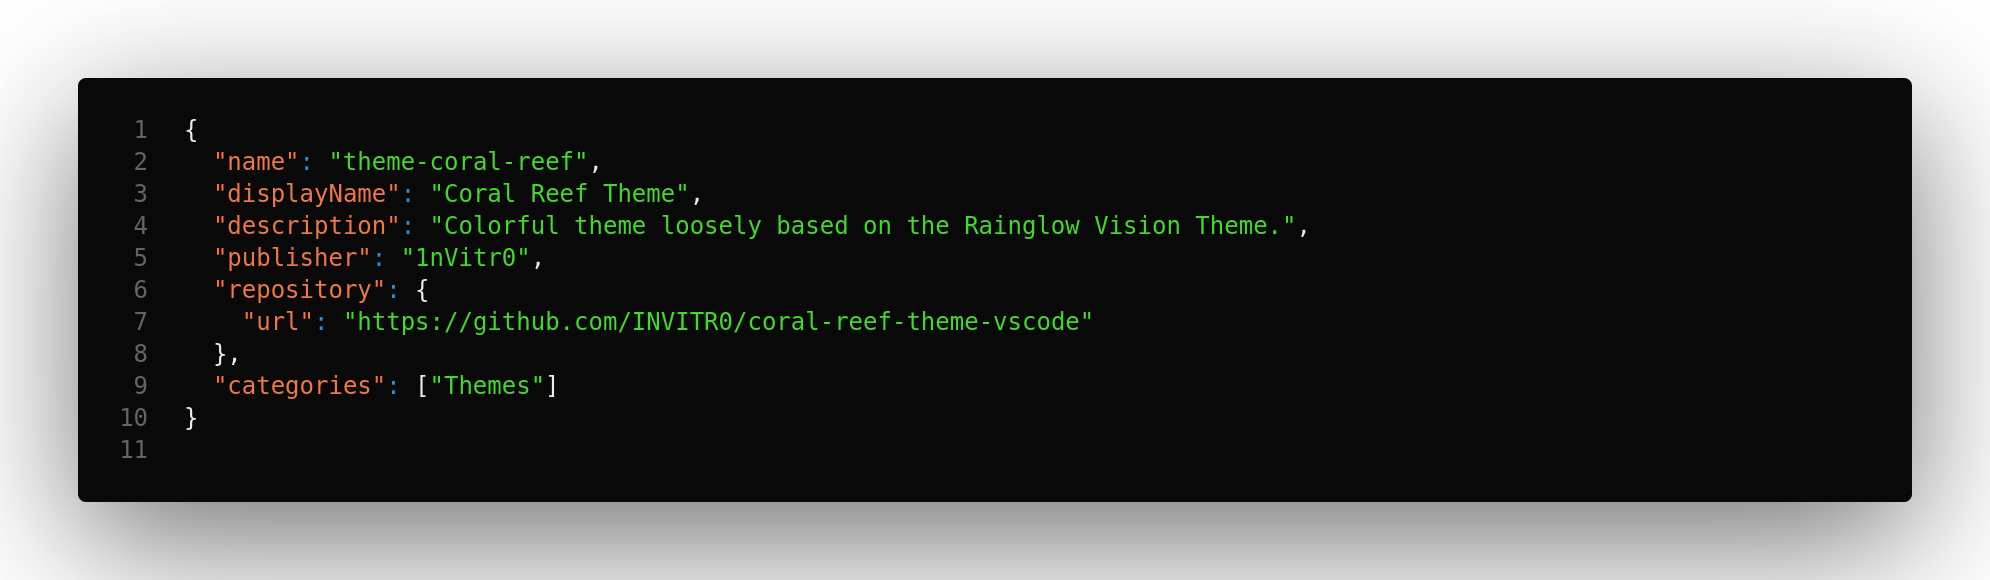 1 {
2   "name": "theme-coral-reef",
3   "displayName": "Coral Reef Theme",
4   "description": "Colorful theme loosely based on the Rainglow Vision Theme.",
5   "publisher": "1nVitr0",
6   "repository": {
7     "url": "https://github.com/INVITR0/coral-reef-theme-vscode"
8   },
9   "categories": ["Themes"]
10 }
11